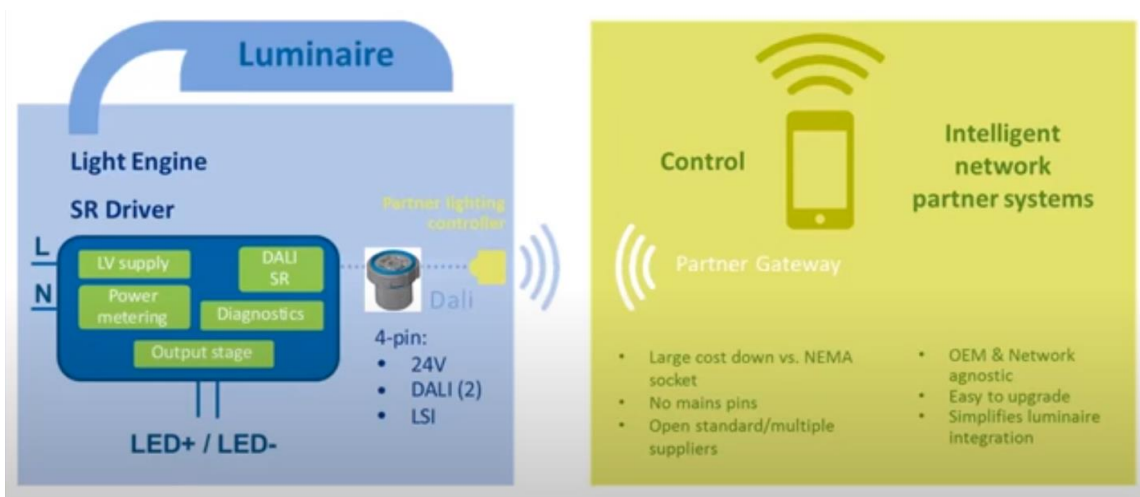 Luminaire
Light Engine
SR Driver
L
N
LV supply
Power
metering
DALI
SR
Diagnostics
Output stage
LED+ / LED-
Partner lighting
controller
Dali
4-pin:
• 24V
• DALI (2)
• LSI
Control
Intelligent
network
partner systems
Partner Gateway
• Large cost down vs. NEMA
socket
• No mains pins
• Open standard/multiple
suppliers
• OEM & Network
agnostic
• Easy to upgrade
• Simplifies luminaire
integration